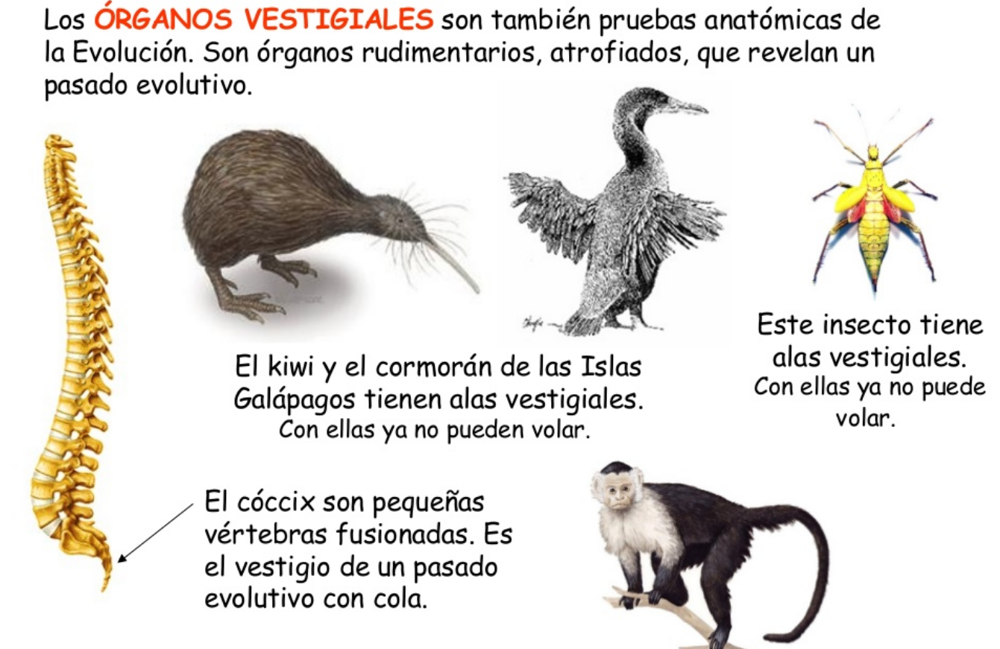 Los ÓRGANOS VESTIGIALES son también pruebas anatómicas de
la Evolución. Son órganos rudimentarios, atrofiados, que revelan un
pasado evolutivo.
El kiwi y el cormorán de las Islas
Galápagos tienen alas vestigiales.
Con ellas ya no pueden volar.
Este insecto tiene
alas vestigiales.
Con ellas ya no puede
volar.
El cóccix son pequeñas
vértebras fusionadas. Es
el vestigio de un pasado
evolutivo con cola.